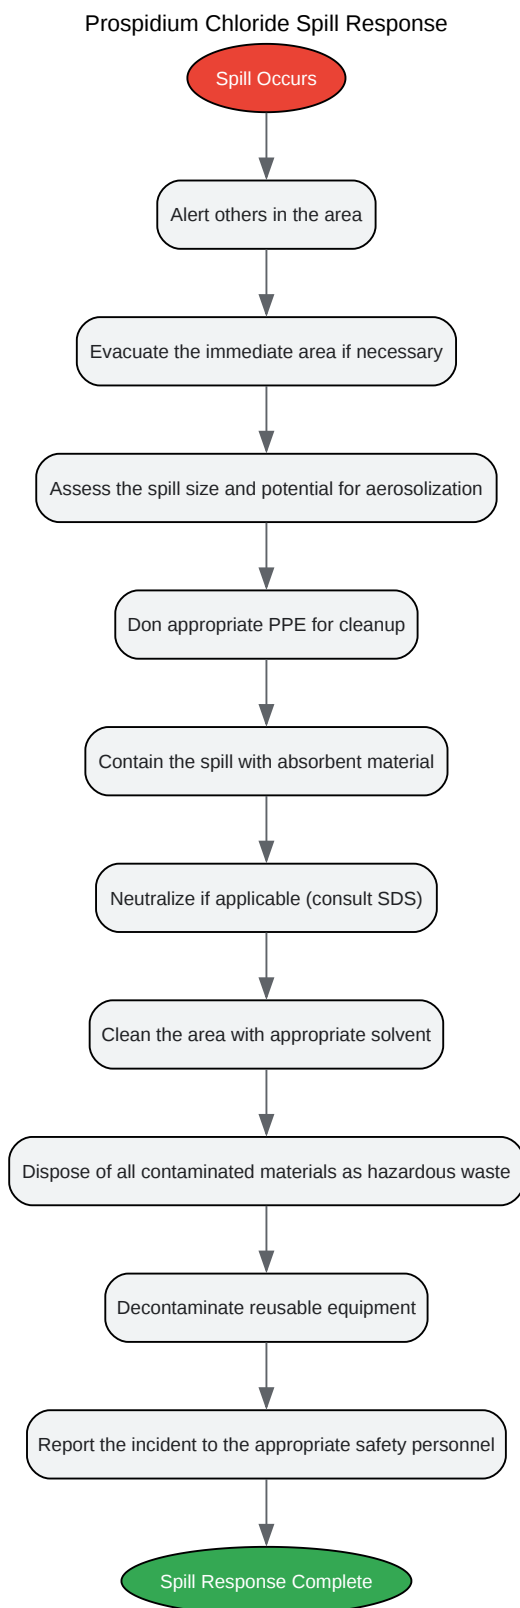 Prospidium Chloride Spill Response
Spill Occurs
Alert others in the area
Evacuate the immediate area if necessary
Assess the spill size and potential for aerosolization
Don appropriate PPE for cleanup
Contain the spill with absorbent material
Neutralize if applicable (consult SDS)
Clean the area with appropriate solvent
Dispose of all contaminated materials as hazardous waste
Decontaminate reusable equipment
Report the incident to the appropriate safety personnel
Spill Response Complete